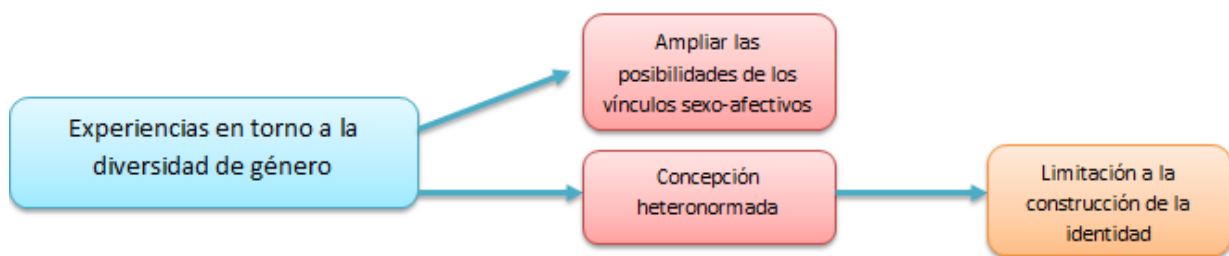 Experiencias en torno a la
diversidad de género
Ampliar las
posibilidades de los
vínculos sexo-afectivos
Concepción
heteronormada
Limitación a la
construcción de la
identidad